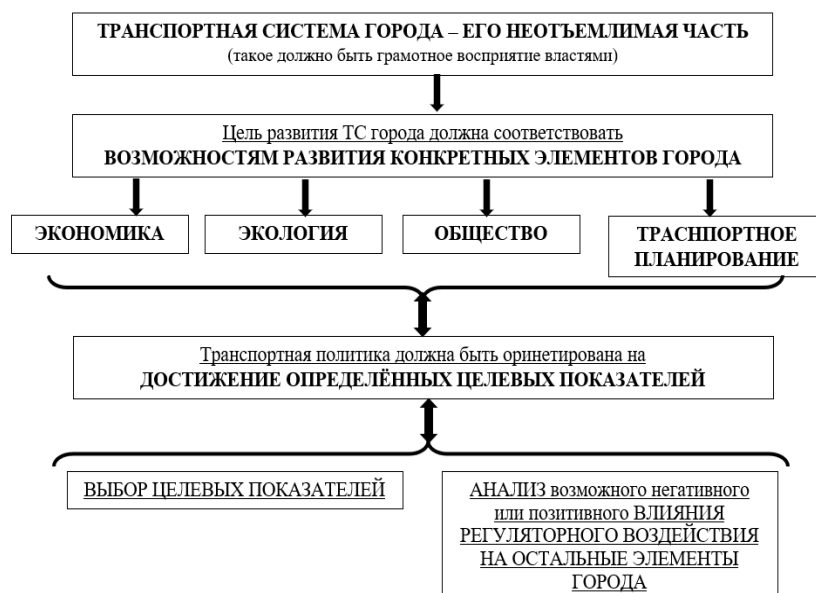 ТРАНСПОРТНАЯ СИСТЕМА ГОРОДА – ЕГО НЕОТЪЕМЛИМАЯ ЧАСТЬ
(такое должно быть грамотное восприятие властями)
Цель развития ТС города должна соответствовать
ВОЗМОЖНОСТЯМ РАЗВИТИЯ КОНКРЕТНЫХ ЭЛЕМЕНТОВ ГОРОДА
ЭКОНОМИКА
ЭКОЛОГИЯ
ОБЩЕСТВО
ТРАСНПОРТНОЕ
ПЛАНИРОВАНИЕ
Транспортная политика должна быть оринетирована на
ДОСТИЖЕНИЕ ОПРЕДЕЛЁННЫХ ЦЕЛЕВЫХ ПОКАЗАТЕЛЕЙ
ВЫБОР ЦЕЛЕВЫХ ПОКАЗАТЕЛЕЙ
АНАЛИЗ возможного негативного
или позитивного ВЛИЯНИЯ
РЕГУЛЯТОРНОГО ВОЗДЕЙСТВИЯ
НА ОСТАЛЬНЫЕ ЭЛЕМЕНТЫ
ГОРОДА